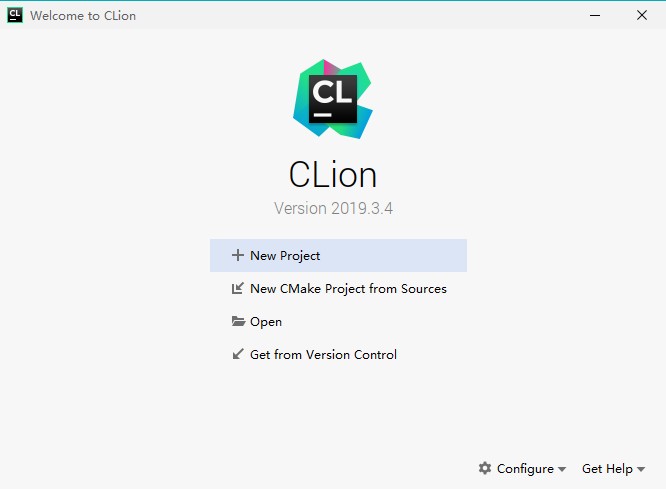 CL
Welcome to CLion
CL
CLion
Version 2019.3.4
New Project
New CMake Project from Sources
Open
Get from Version Control
Configure
Get Help